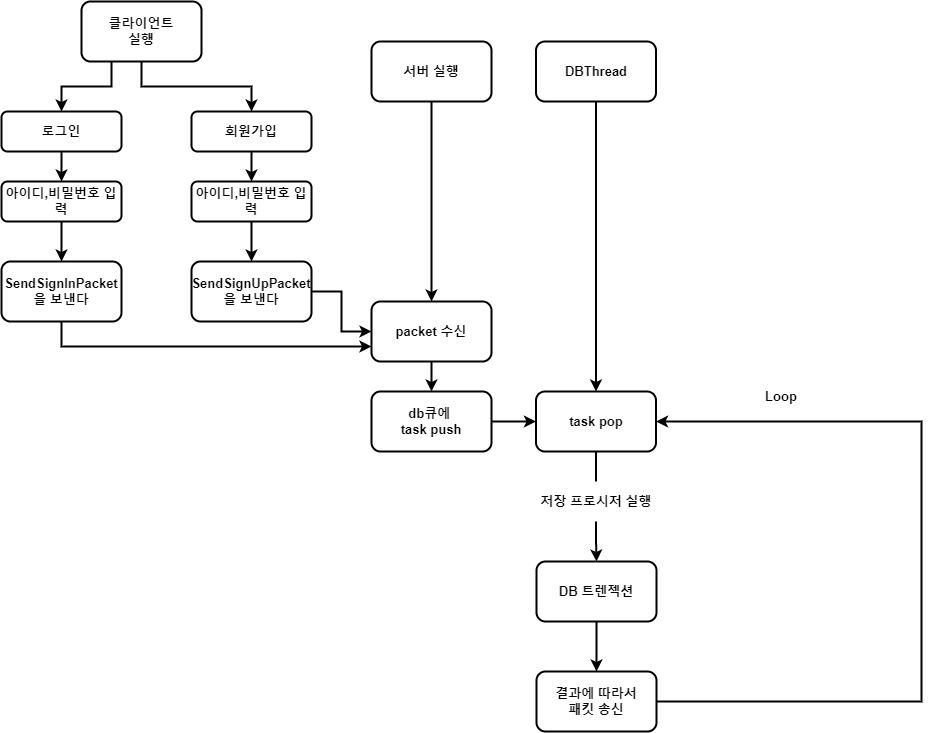 클라이언트
실행
서버 실행
DBThread
로그인
회원가입
아이디,비밀번호 입
력
아이디,비밀번호 입
력
SendSignInPacket
을 보낸다
SendSignUpPacket
을 보낸다
packet 수신
db큐에
task push
task pop
Loop
저장 프로시저 실행
DB 트렌젝션
결과에 따라서
패킷 송신